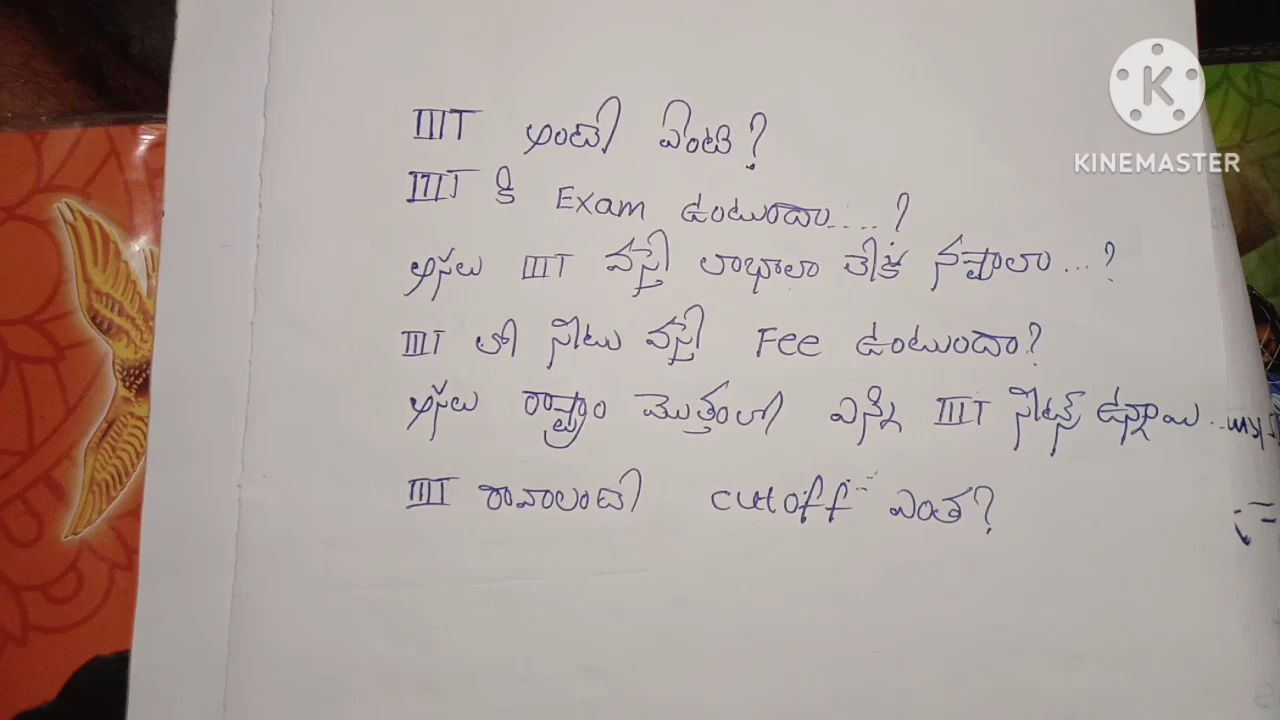 KINEMASTER
IIIT అంటే ఏంటి?
IIIT కి Exam ఉంటుందా.....?
అసలు IIIT వస్తే లాభాలా లేక నష్టాలా...?
IIIT లో సీటు వస్తే Fee ఉంటుందా?
అసలు రాష్ట్రం మొత్తంలో ఎన్ని IIIT సీట్స్ ఉన్నాయి..
IIIT రావాలంటే cutoff ఎంత?